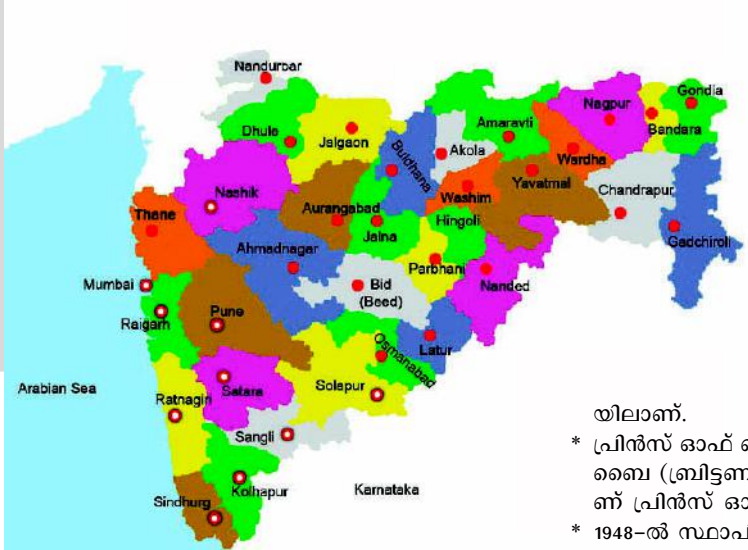 Nandurbar
Gondia
Nagpur
Dhule
Jalgaon
Buldhana
Akola
Amaravti
Bandara
Wardha
Nashik
Washim
Yavatmal
Chandrapur
Thane
Aurangabad
Jalna
Hingoli
Ahmadnagar
Gadchiroli
Parbhani
Nanded
Mumbai
Bid
(Beed)
Raigarh
Pune
Latur
Osmanabad
Arabian Sea
Satara
Solapur
Ratnagiri
Sangli
Kolhapur
Karnataka
Sindhurg
യിലാണ്.
* പ്രിൻസ് ഓഫ്
ബൈ (ബ്രിട്ടണ
ണ് പ്രിൻസ് ഓ
* 1948-ൽ സ്ഥാപ